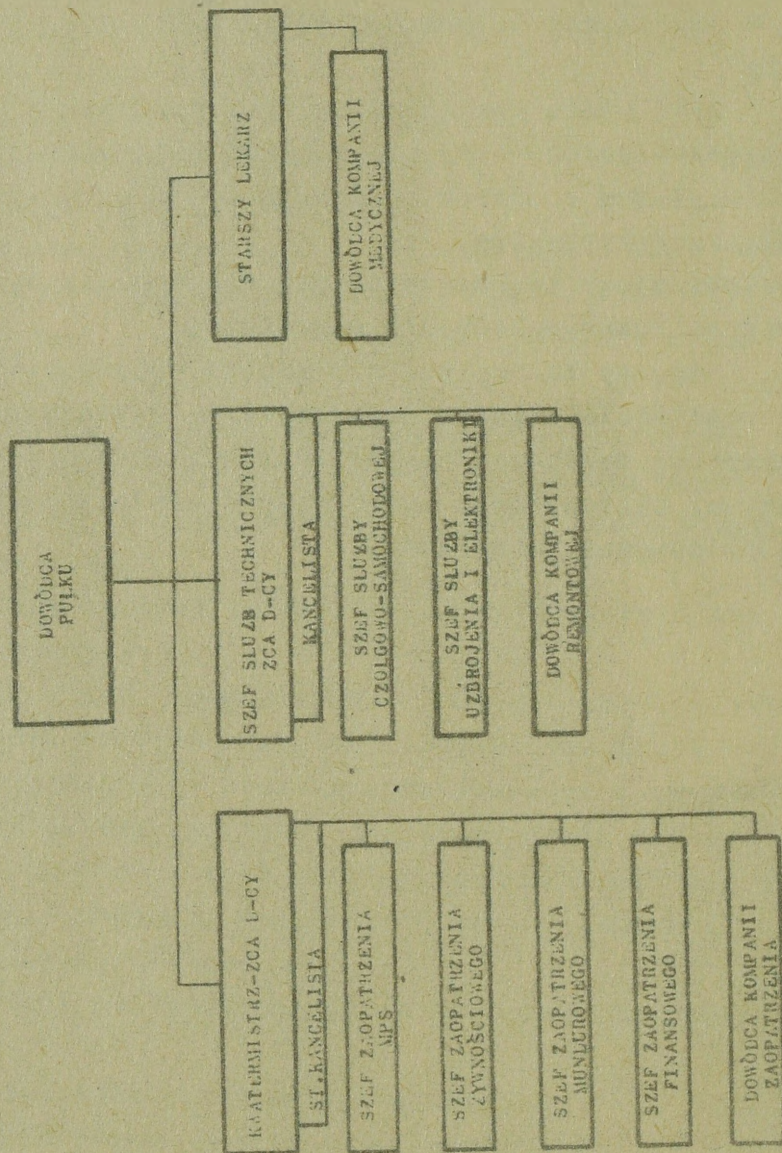 DOWÓDCA
PUŁKU
KWATERMISTRZ-ZCA D-CY
ST.KANCELISTA
SZEF ZAOPATRZENIA
MPS
SZEF ZAOPATRZENIA
ŻYWNOŚCIOWEGO
SZEF ZAOPATRZENIA
MUNDUROWEGO
SZEF ZAOPATRZENIA
FINANSOWEGO
DOWÓDCA KOMPANII
ZAOPATRZENIA
SZEF SŁUŻB TECHNICZNYCH
ZCA D-CY
KANCELISTA
SZEF SŁUŻBY
CZOŁGOWO-SAMOCHODOWEJ
SZEF SŁUŻBY
UZBROJENIA I ELEKTRONIKI
DOWÓDCA KOMPANII
REMONTOWEJ
STARSZY LEKARZ
DOWÓDCA KOMPANII
MEDYCZNEJ